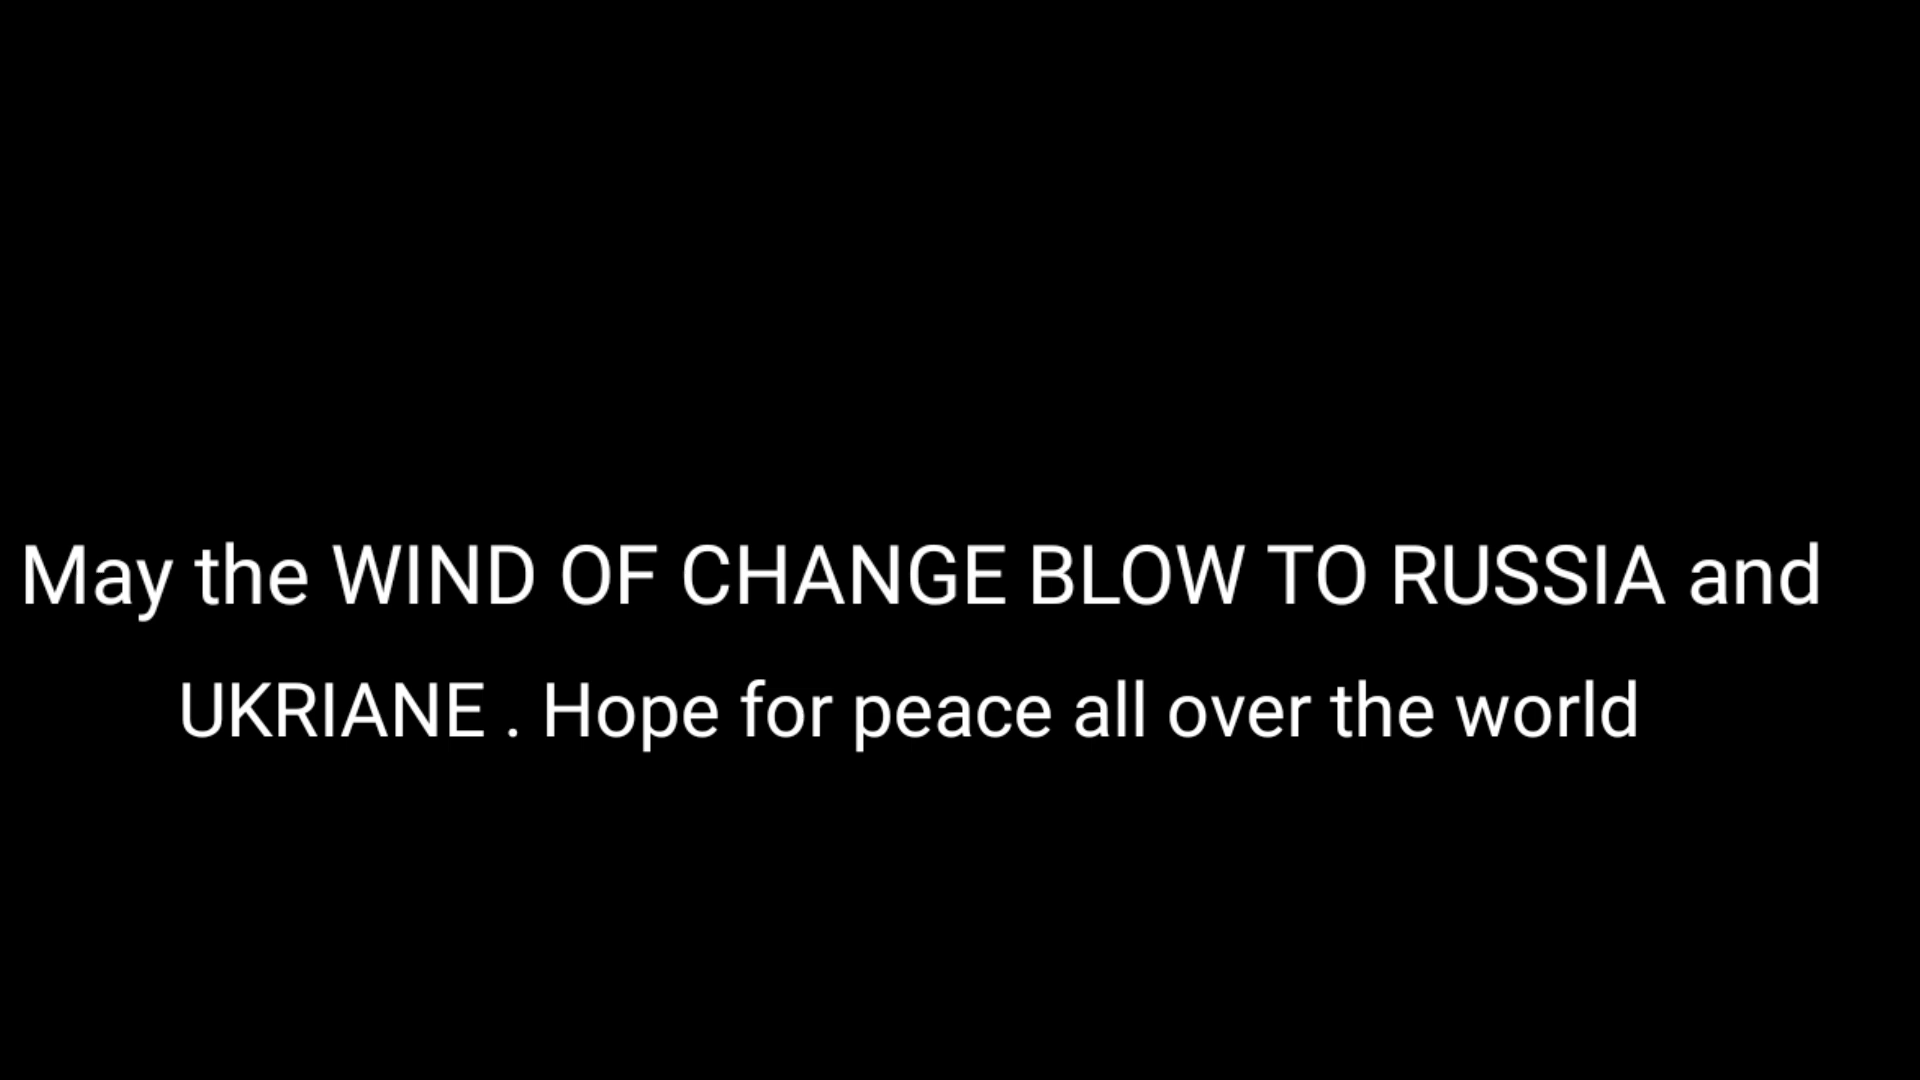 May the WIND OF CHANGE BLOW TO RUSSIA and
UKRIANE . Hope for peace all over the world